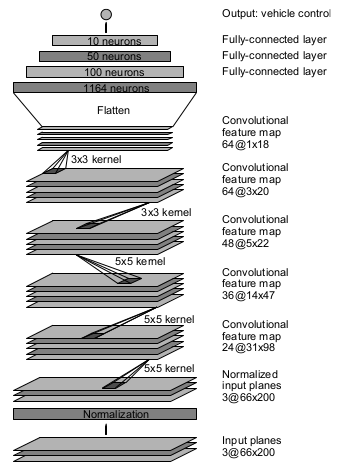 Output: vehicle control
10 neurons
Fully-connected layer
50 neurons
Fully-connected layer
100 neurons
Fully-connected layer
1164 neurons
Flatten
Convolutional
feature map
64@1x18
3x3 kernel
Convolutional
feature map
64@3x20
3x3 kernel
Convolutional
feature map
48@5x22
5x5 kernel
Convolutional
feature map
36@14x47
5x5 kernel
Convolutional
feature map
24@31x98
5x5 kernel
Normalized
input planes
3@66x200
Normalization
Input planes
3@66x200